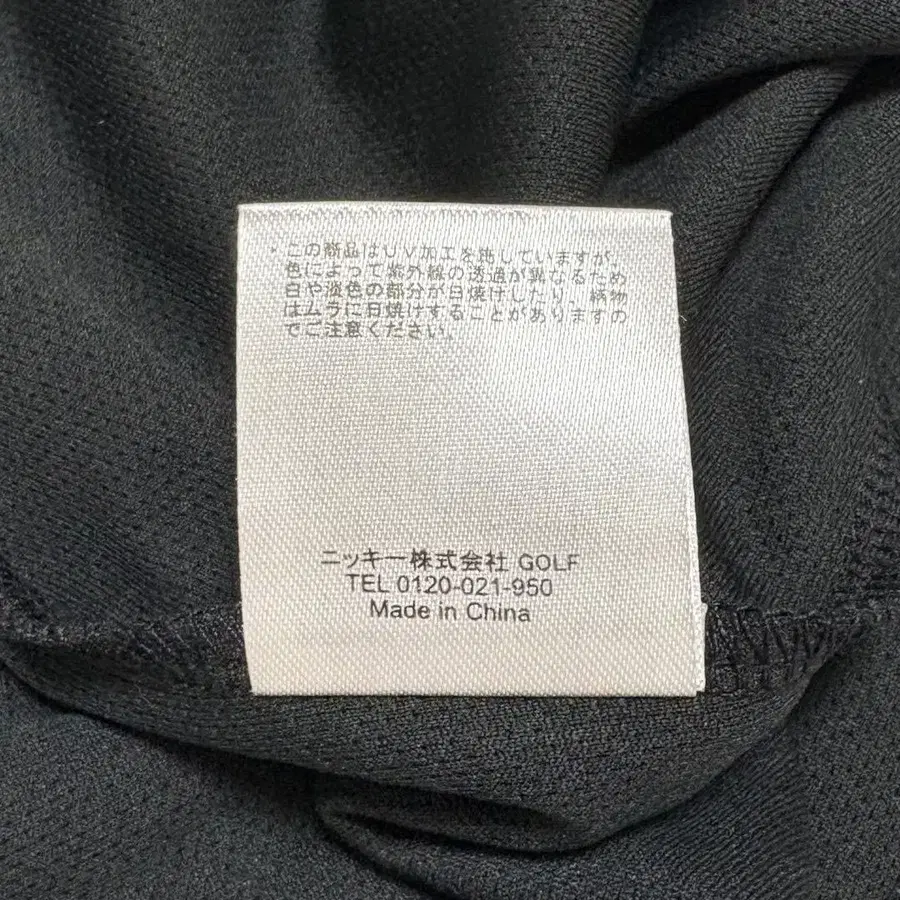 ・この商品はUV加工を施していますが、
色によって紫外線の透過が異なるため
白や淡色の部分が日焼けしたり、柄物
はムラに日焼けすることがありますの
でご注意ください。
ニッキー株式会社 GOLF
TEL 0120-021-950
Made in China